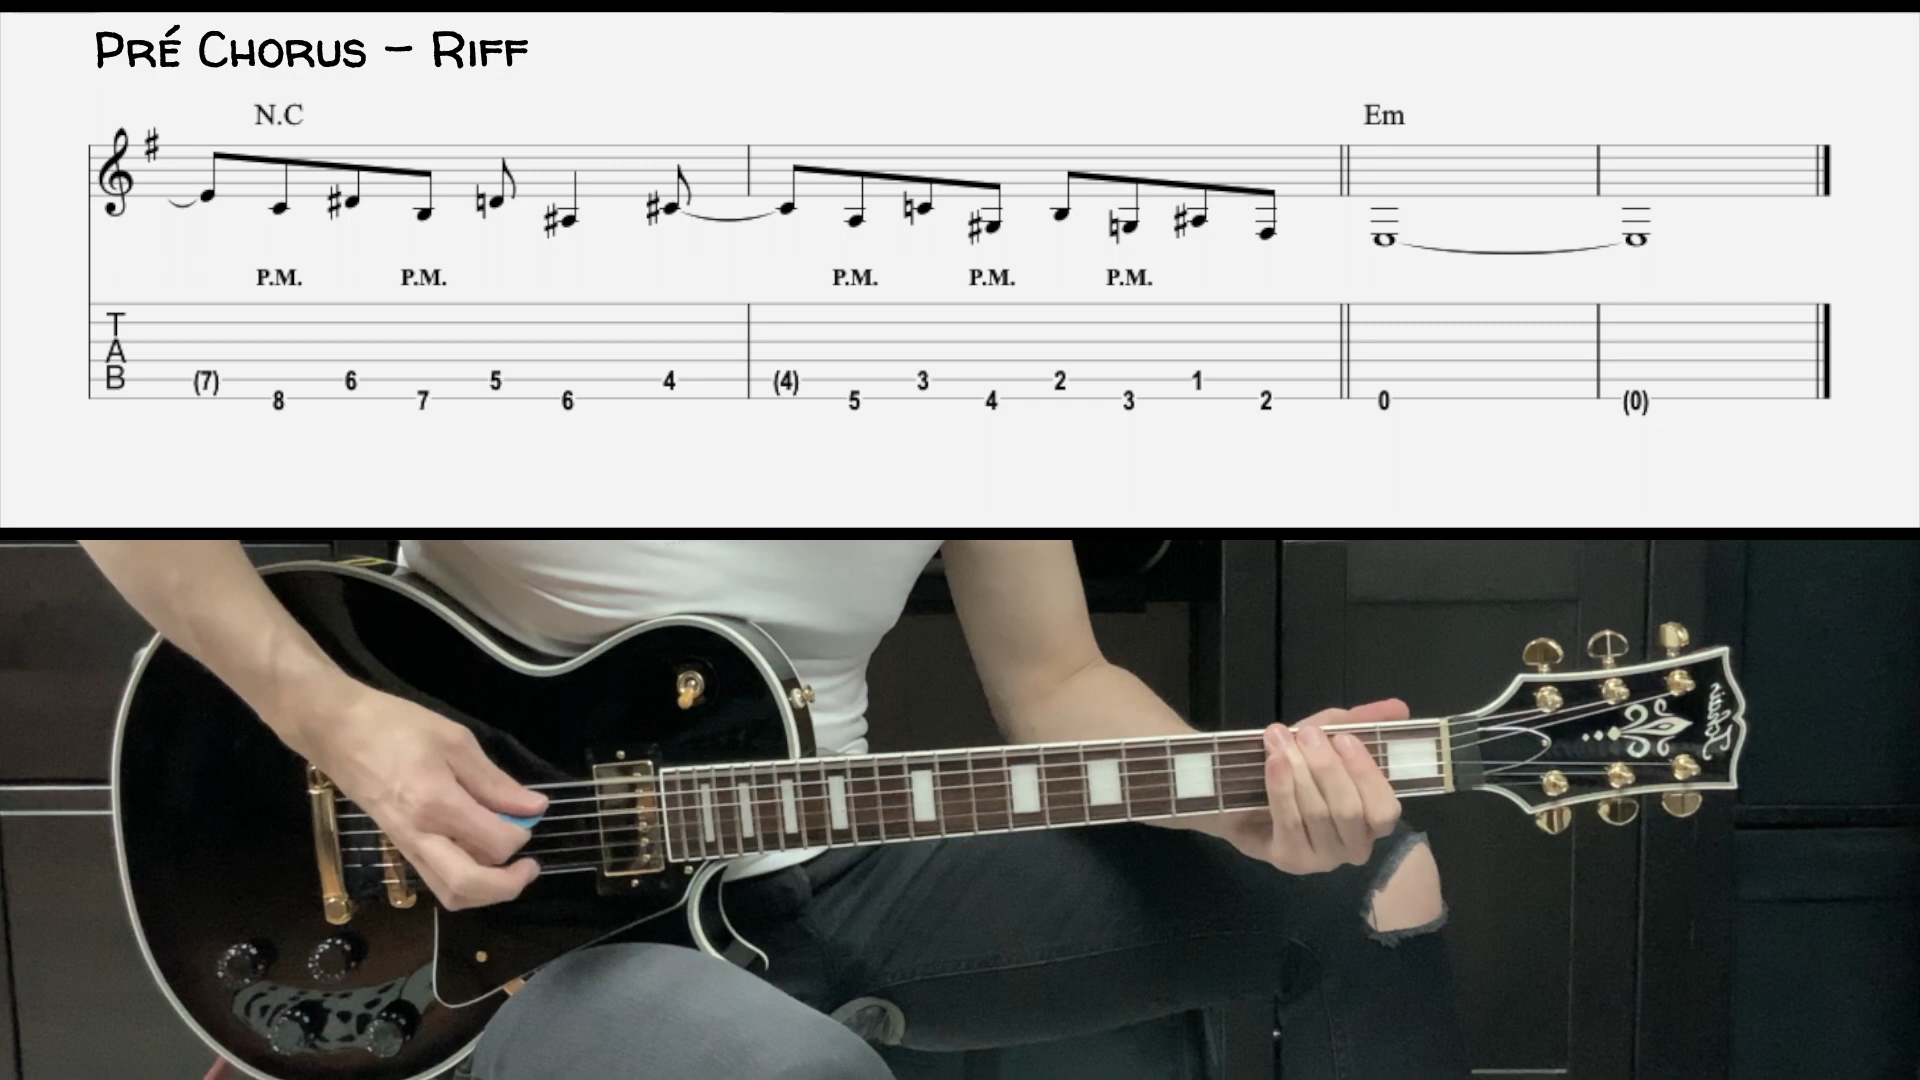 PRÉ CHORUS – RIFF
N.C Em
P.M. P.M. P.M. P.M. P.M.
T
A
B (7) 6 5 4 (4) 3 2 1
8 7 6 5 4 3 2 0 (0)